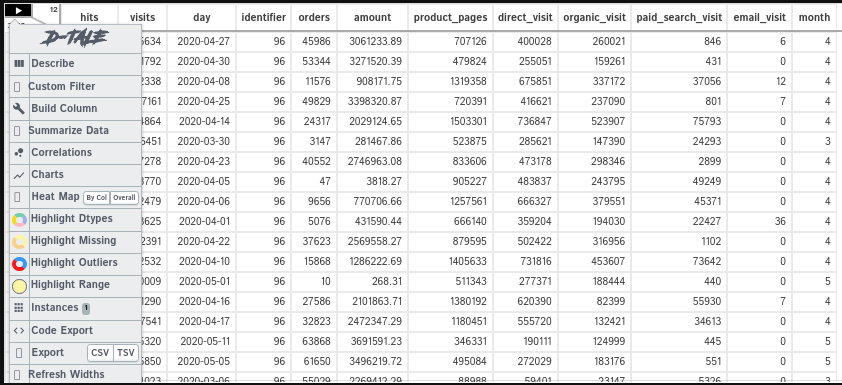 12 hits visits day identifier orders amount product_pages direct_visit organic_visit paid_search_visit email_visit month
D-TALE
6634 2020-04-27 96 45986 3061233.89 707126 400028 260021 846 6 4
Describe
1792 2020-04-30 96 53344 3271520.39 479824 255051 159261 431 0 4
Custom Filter
2338 2020-04-08 96 11576 908171.75 1319358 675851 337172 37056 12 4
Build Column
7161 2020-04-25 96 49829 3398320.87 720391 416621 237090 801 7 4
Summarize Data
4864 2020-04-14 96 24317 2029124.65 1503301 736847 523907 75793 0 4
Correlations
6451 2020-03-30 96 3147 281467.86 523875 285621 147390 24293 0 3
7278 2020-04-23 96 40552 2746963.08 833606 473178 298346 2899 0 4
Charts
3770 2020-04-05 96 47 3818.27 905227 483837 243795 49249 0 4
Heat Map By Col Overall
2479 2020-04-06 96 9656 770706.66 1257561 666327 379551 45371 0 4
Highlight Dtypes
3625 2020-04-01 96 5076 431590.44 666140 359204 194030 22427 36 4
Highlight Missing
2391 2020-04-22 96 37623 2569558.27 879595 502422 316956 1102 0 4
Highlight Outliers
2532 2020-04-10 96 15868 1286222.69 1405633 731816 453607 73642 0 4
Highlight Range
0009 2020-05-01 96 10 268.31 511343 277371 188444 440 0 5
Instances 1
1290 2020-04-16 96 27586 2101863.71 1380192 620390 82399 55930 7 4
Code Export
7541 2020-04-17 96 32823 2472347.29 1180451 555720 132421 34613 0 4
Export CSV TSV
6320 2020-05-11 96 63868 3691591.23 346331 190111 124999 445 0 5
6850 2020-05-05 96 61650 3496219.72 495084 272029 183176 551 0 5
Refresh Widths
1023 2020-03-06 96 55029 2269412.29 88988 59401 23147 5326 0 3